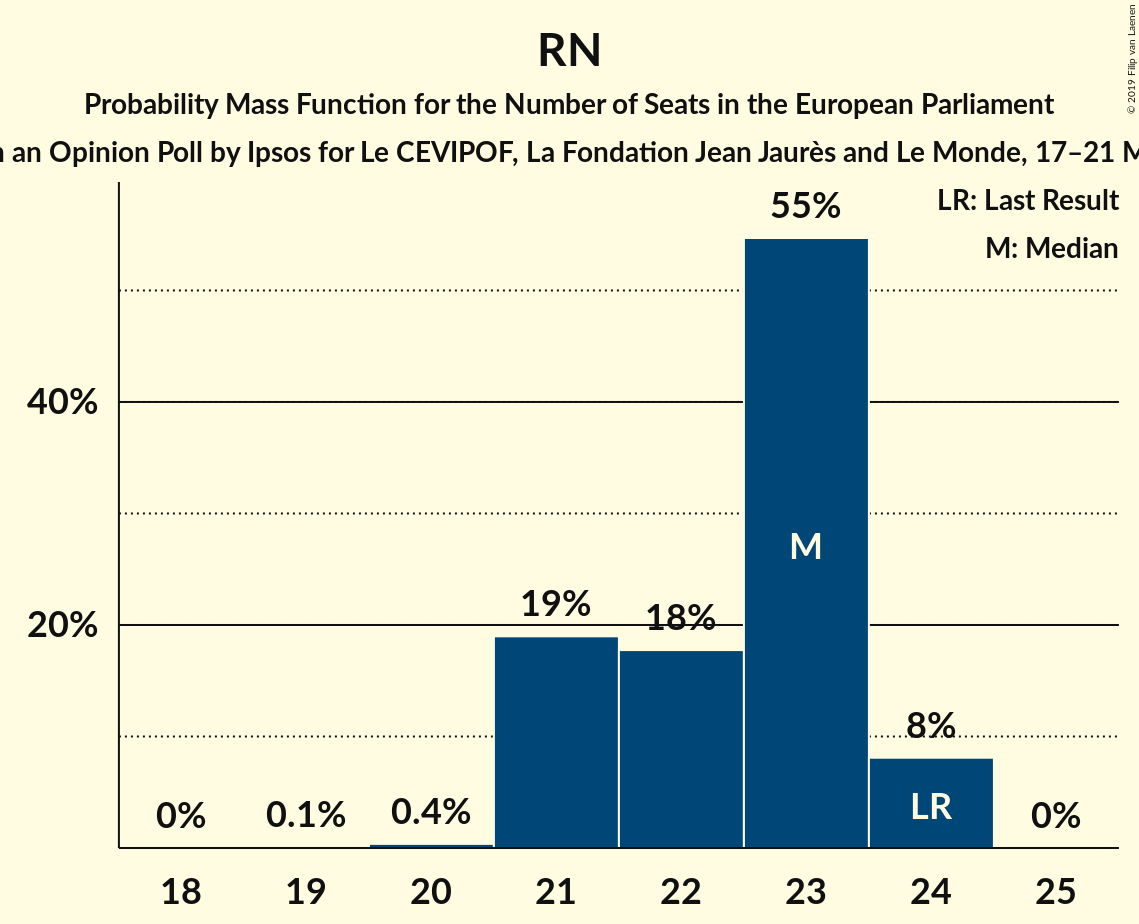 RN
Probability Mass Function for the Number of Seats in the European Parliament
an Opinion Poll by Ipsos for Le CEVIPOF, La Fondation Jean Jaurès and Le Monde, 17–21
© 2019 Filip van Laenen
LR: Last Result
M: Median
55%
40%
M
19%
18%
20%
8%
LR
0%
0.1%
0.4%
0%
18 19 20 21 22 23 24 25